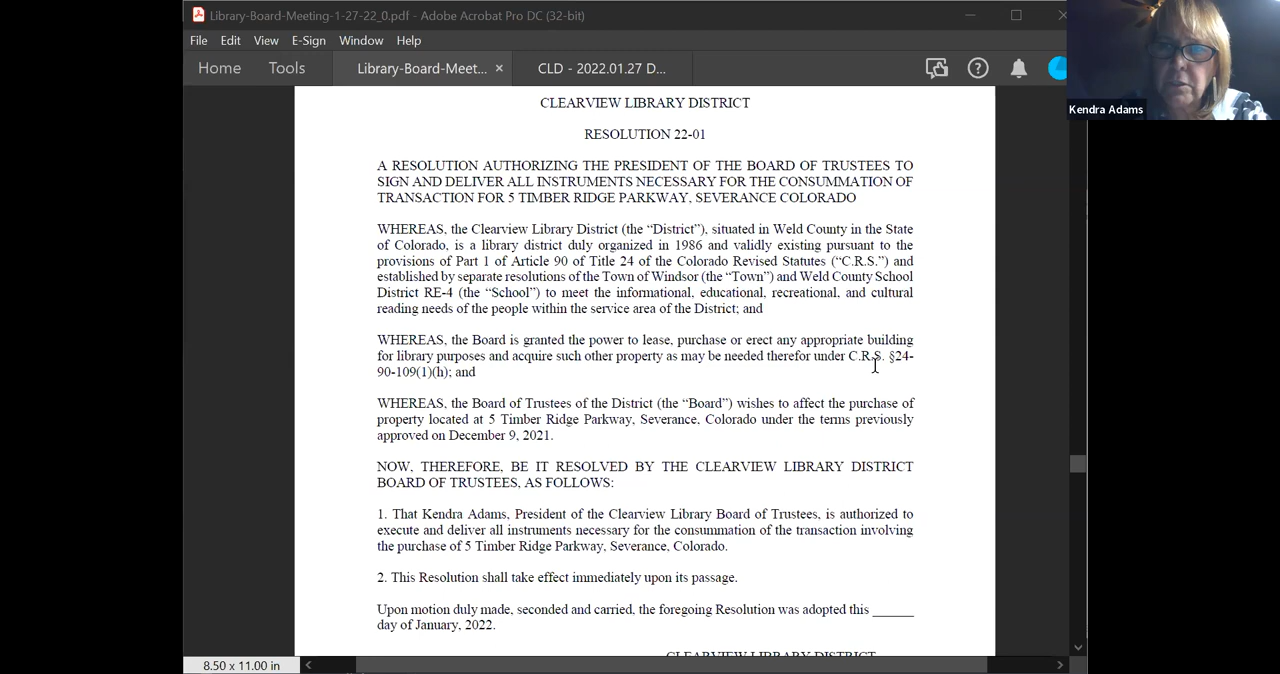 Library-Board-Meeting-1-27-22_0.pdf - Adobe Acrobat Pro DC (32-bit)
File Edit View E-Sign Window Help
Home Tools Library-Board-Meet... × CLD - 2022.01.27 D...
Kendra Adams
CLEARVIEW LIBRARY DISTRICT
RESOLUTION 22-01
A RESOLUTION AUTHORIZING THE PRESIDENT OF THE BOARD OF TRUSTEES TO
SIGN AND DELIVER ALL INSTRUMENTS NECESSARY FOR THE CONSUMMATION OF
TRANSACTION FOR 5 TIMBER RIDGE PARKWAY, SEVERANCE COLORADO
WHEREAS, the Clearview Library District (the “District”), situated in Weld County in the State
of Colorado, is a library district duly organized in 1986 and validly existing pursuant to the
provisions of Part 1 of Article 90 of Title 24 of the Colorado Revised Statutes (“C.R.S.”) and
established by separate resolutions of the Town of Windsor (the “Town”) and Weld County School
District RE-4 (the “School”) to meet the informational, educational, recreational, and cultural
reading needs of the people within the service area of the District; and
WHEREAS, the Board is granted the power to lease, purchase or erect any appropriate building
for library purposes and acquire such other property as may be needed therefor under C.R.S. §24-
90-109(1)(h); and
WHEREAS, the Board of Trustees of the District (the “Board”) wishes to affect the purchase of
property located at 5 Timber Ridge Parkway, Severance, Colorado under the terms previously
approved on December 9, 2021.
NOW, THEREFORE, BE IT RESOLVED BY THE CLEARVIEW LIBRARY DISTRICT
BOARD OF TRUSTEES, AS FOLLOWS:
1. That Kendra Adams, President of the Clearview Library Board of Trustees, is authorized to
execute and deliver all instruments necessary for the consummation of the transaction involving
the purchase of 5 Timber Ridge Parkway, Severance, Colorado.
2. This Resolution shall take effect immediately upon its passage.
Upon motion duly made, seconded and carried, the foregoing Resolution was adopted this ______
day of January, 2022.
CLEARVIEW LIBRARY DISTRICT
8.50 x 11.00 in